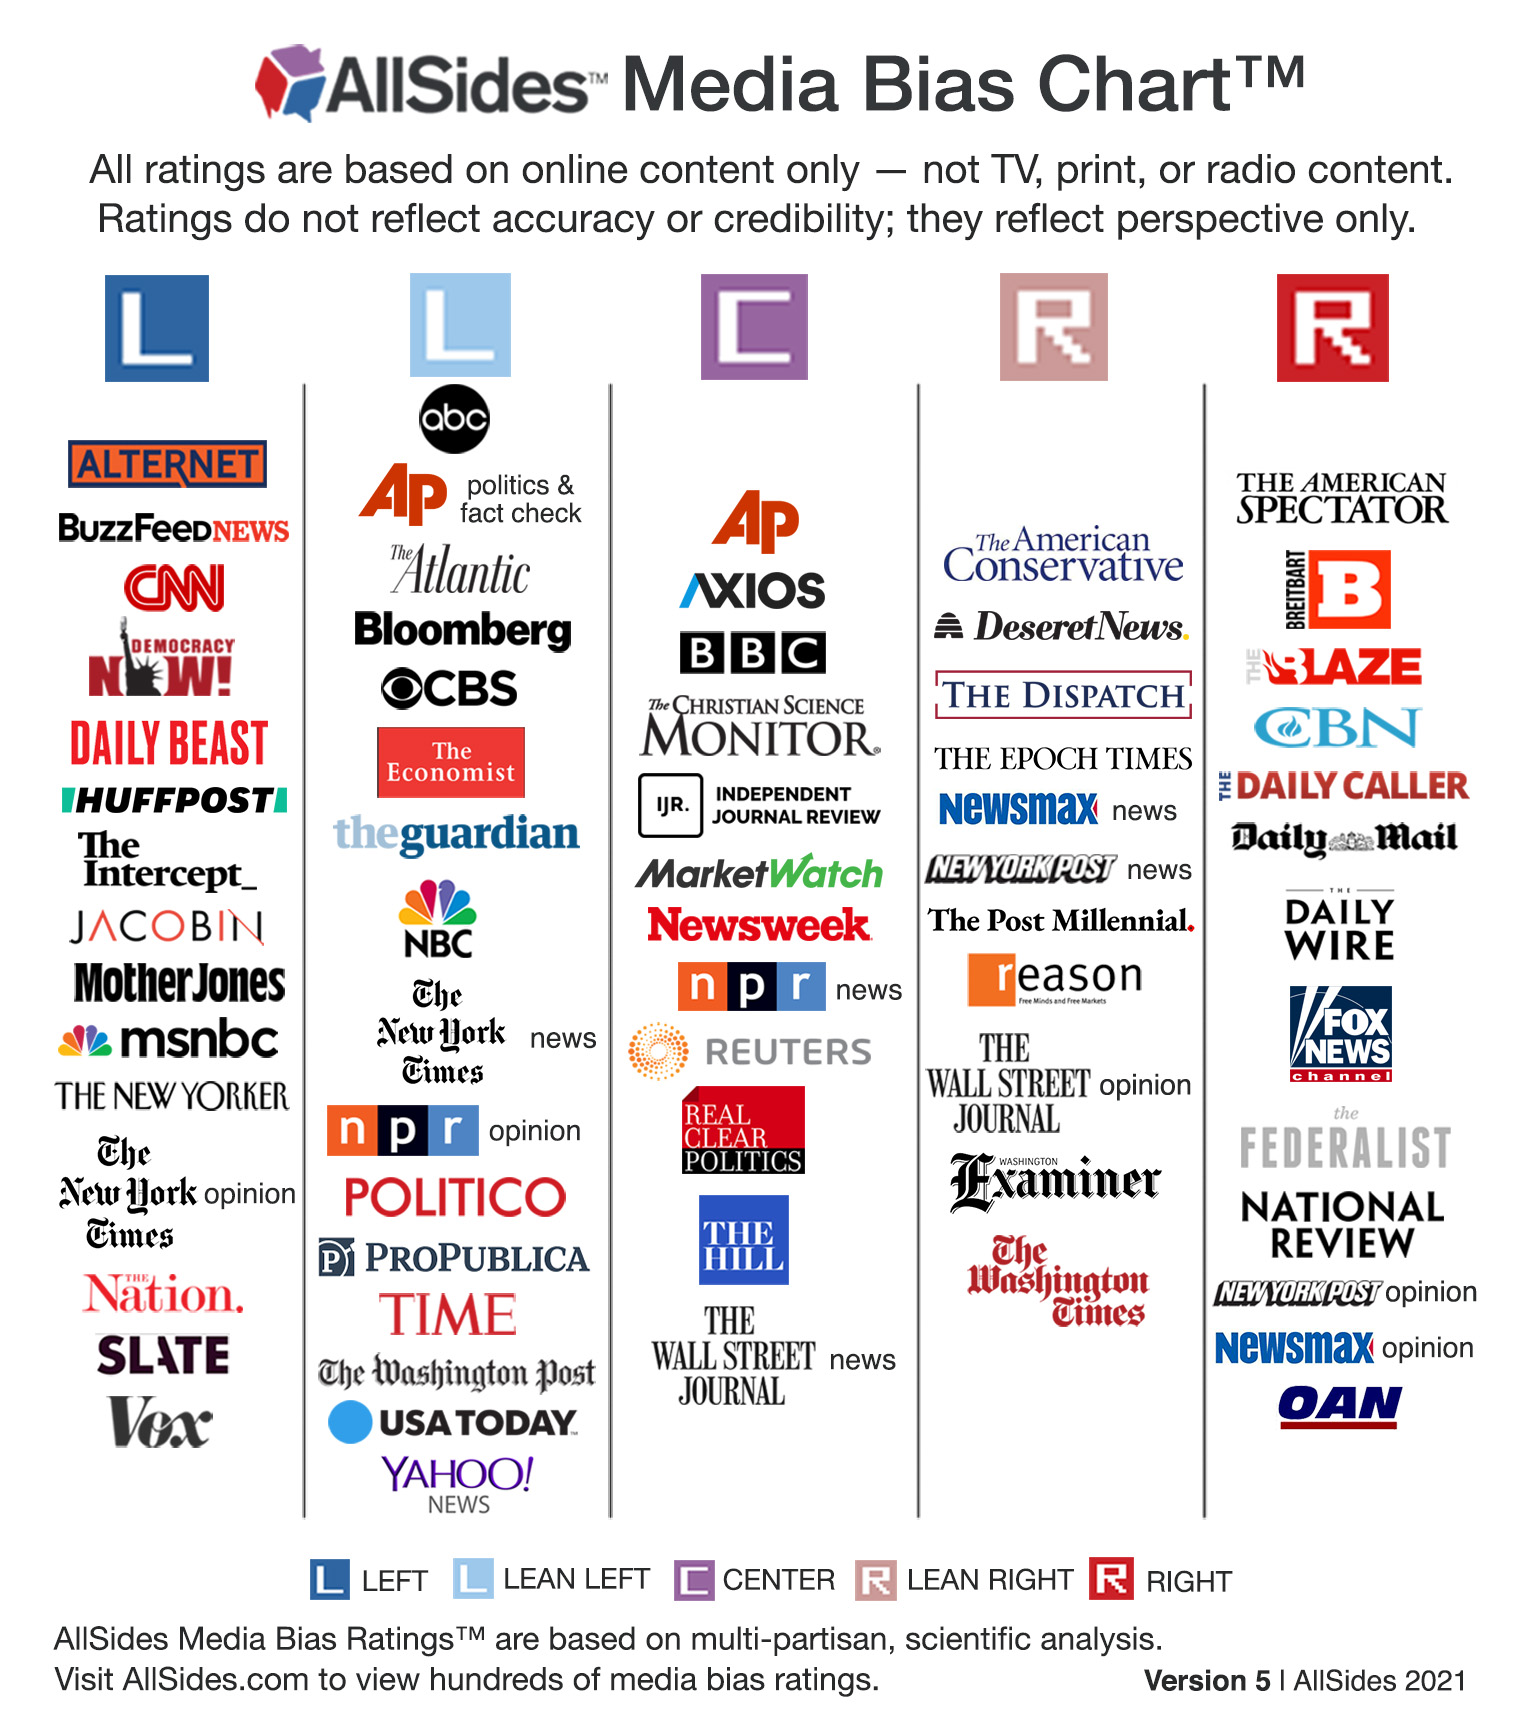 AllSides™ Media Bias Chart™
All ratings are based on online content only — not TV, print, or radio content.
Ratings do not reflect accuracy or credibility; they reflect perspective only.
L
ALTERNET
BUZZFEED NEWS
CNN
DEMOCRACY
NOW!
DAILY BEAST
HUFFPOST
The
Intercept_
JACOBIN
Mother Jones
msnbc
THE NEW YORKER
The
New York opinion
Times
THE
Nation.
SLATE
Vox
L
abc
AP politics &
fact check
The Atlantic
Bloomberg
CBS
The
Economist
theguardian
NBC
The
New York news
Times
npr opinion
POLITICO
P PROPUBLICA
TIME
The Washington Post
USA TODAY
YAHOO!
NEWS
C
AP
AXIOS
BBC
The CHRISTIAN SCIENCE
MONITOR
IJR. INDEPENDENT
JOURNAL REVIEW
MarketWatch
Newsweek
npr news
REUTERS
REAL
CLEAR
POLITICS
THE
HILL
THE
WALL STREET news
JOURNAL
R
The American
Conservative
Deseret News.
THE DISPATCH
THE EPOCH TIMES
Newsmax news
NEW YORK POST news
The Post Millennial.
reason
Free Minds and Free Markets
THE
WALL STREET opinion
JOURNAL
WASHINGTON
Examiner
The
Washington
Times
R
THE AMERICAN
SPECTATOR
BREITBART B
THE BLAZE
CBN
THE DAILY CALLER
Daily Mail
THE
DAILY
WIRE
FOX
NEWS
channel
the
FEDERALIST
NATIONAL
REVIEW
NEW YORK POST opinion
Newsmax opinion
OAN
L LEFT L LEAN LEFT C CENTER R LEAN RIGHT R RIGHT
AllSides Media Bias Ratings™ are based on multi-partisan, scientific analysis.
Visit AllSides.com to view hundreds of media bias ratings.
Version 5 | AllSides 2021